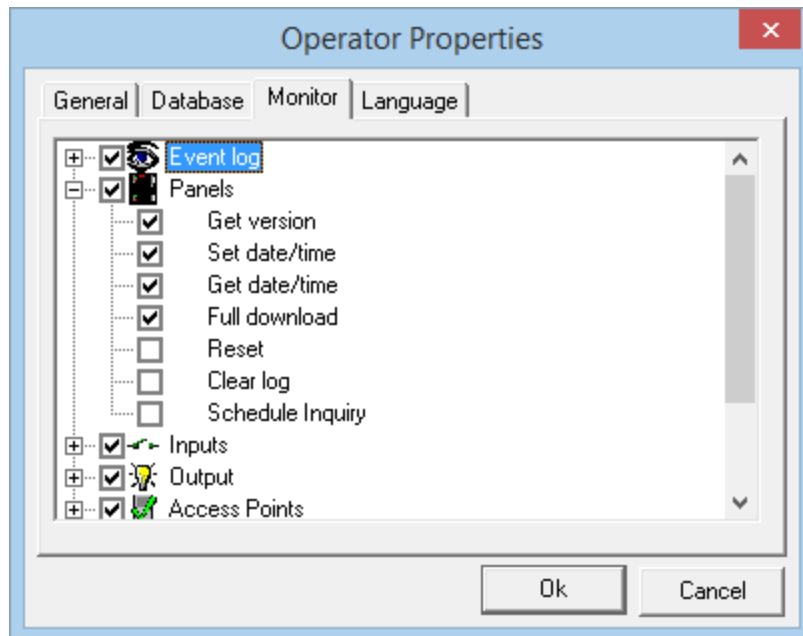 Operator Properties
General Database Monitor Language
Event log
Panels
Get version
Set date/time
Get date/time
Full download
Reset
Clear log
Schedule Inquiry
Inputs
Output
Access Points
Ok Cancel